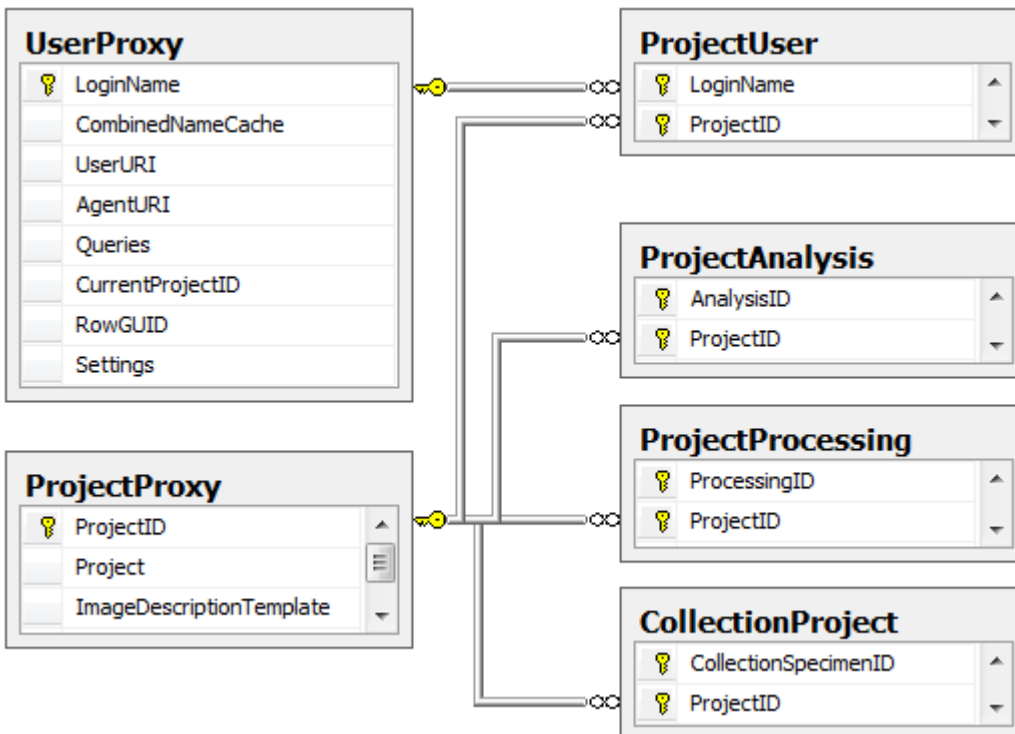 UserProxy
LoginName
CombinedNameCache
UserURI
AgentURI
Queries
CurrentProjectID
RowGUID
Settings
ProjectProxy
ProjectID
Project
ImageDescriptionTemplate
ProjectUser
LoginName
ProjectID
ProjectAnalysis
AnalysisID
ProjectID
ProjectProcessing
ProcessingID
ProjectID
CollectionProject
CollectionSpecimenID
ProjectID